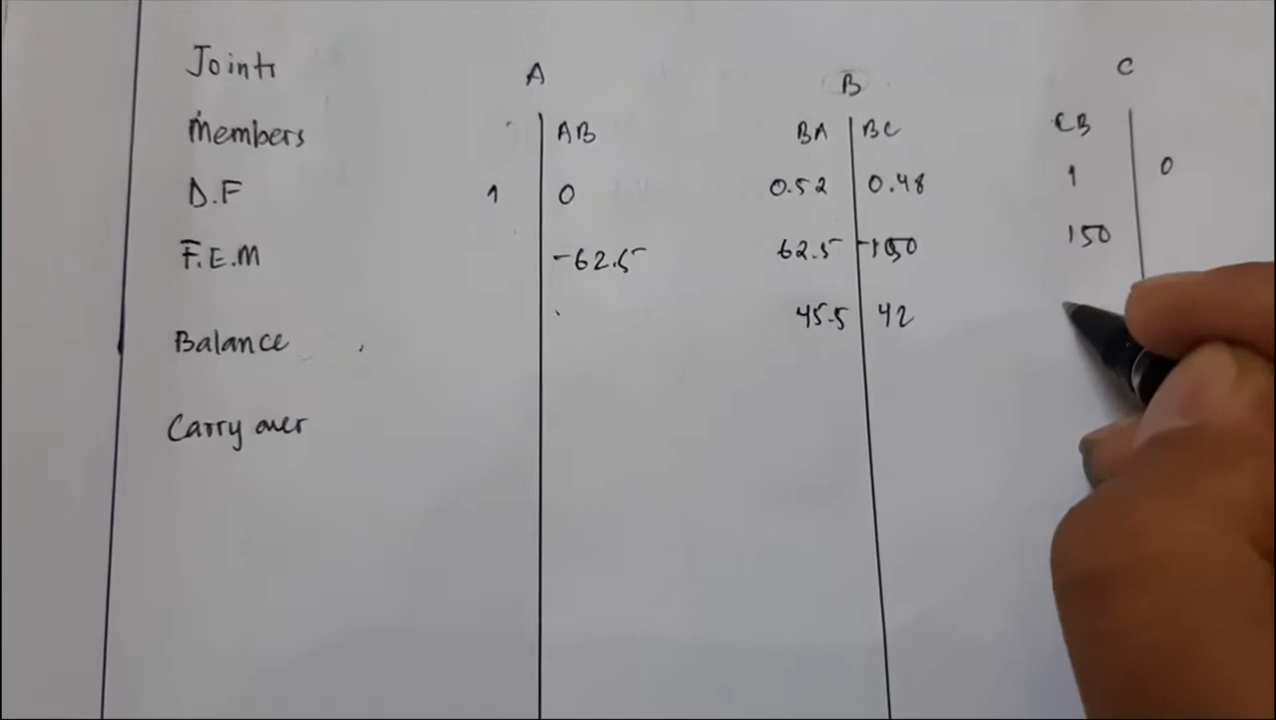 Joints A B C
Members AB BA BC CB
D.F 1 0 0.52 0.48 1 0
F.E.M -62.5 62.5 -150 150
Balance 45.5 42
Carry over